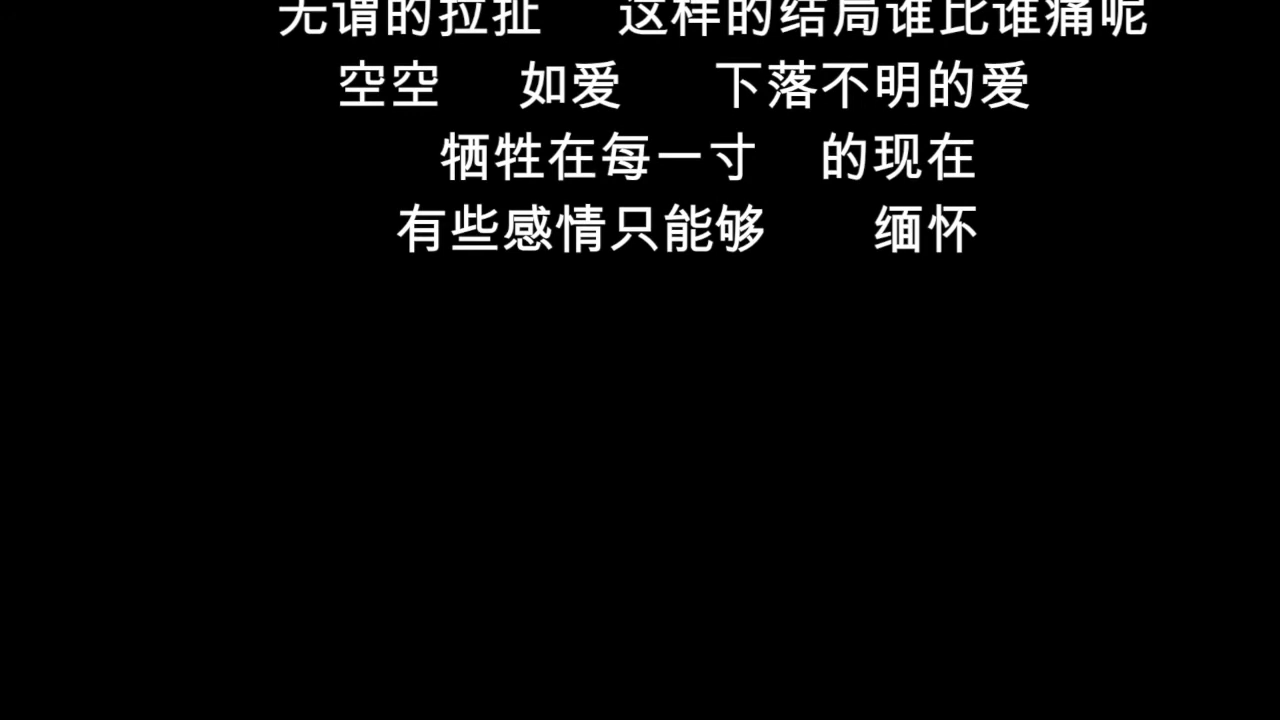 无谓的拉扯 这样的结局谁比谁痛呢
空空 如爱 下落不明的爱
牺牲在每一寸 的现在
有些感情只能够 缅怀